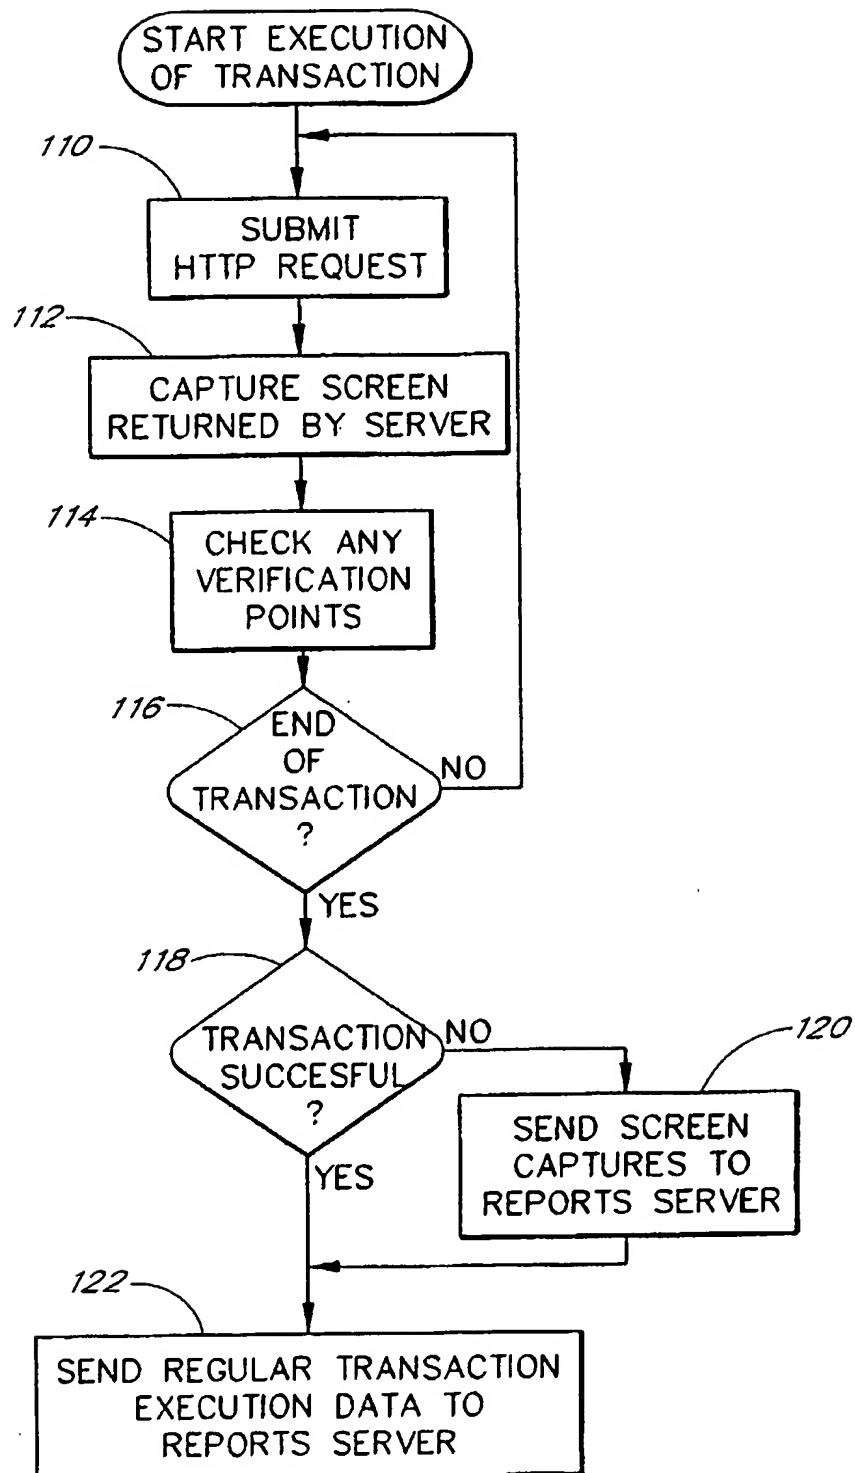 START EXECUTION
OF TRANSACTION
110
SUBMIT
HTTP REQUEST
112
CAPTURE SCREEN
RETURNED BY SERVER
114
CHECK ANY
VERIFICATION
POINTS
116
END
OF
TRANSACTION
?
NO
YES
118
TRANSACTION
SUCCESFUL
?
NO
YES
120
SEND SCREEN
CAPTURES TO
REPORTS SERVER
122
SEND REGULAR TRANSACTION
EXECUTION DATA TO
REPORTS SERVER